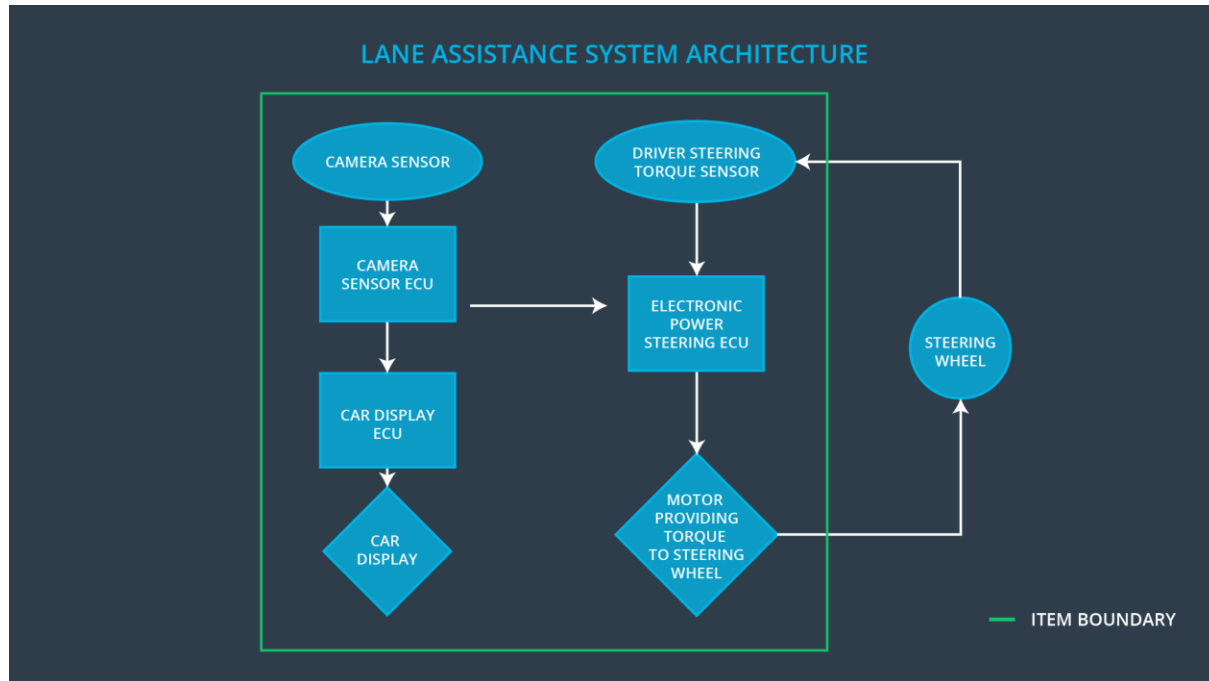 LANE ASSISTANCE SYSTEM ARCHITECTURE
CAMERA SENSOR
CAMERA
SENSOR ECU
CAR DISPLAY
ECU
CAR
DISPLAY
DRIVER STEERING
TORQUE SENSOR
ELECTRONIC
POWER
STEERING ECU
MOTOR
PROVIDING
TORQUE
TO STEERING
WHEEL
STEERING
WHEEL
ITEM BOUNDARY